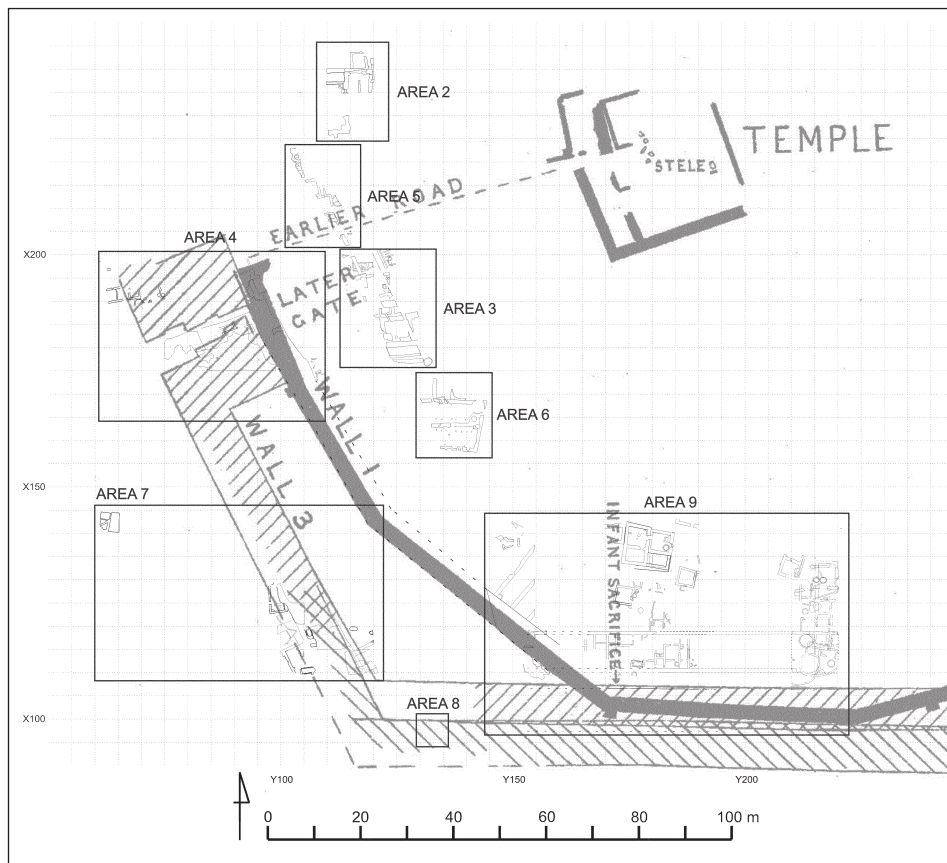 AREA 2
TEMPLE
STELE
AREA 5
EARLIER ROAD
AREA 4
X200
LATER
GATE
AREA 3
WALL 1
AREA 6
WALL 3
X150
AREA 7
AREA 9
INFANT SACRIFICE→
AREA 8
X100
Y100
Y150
Y200
0 20 40 60 80 100 m